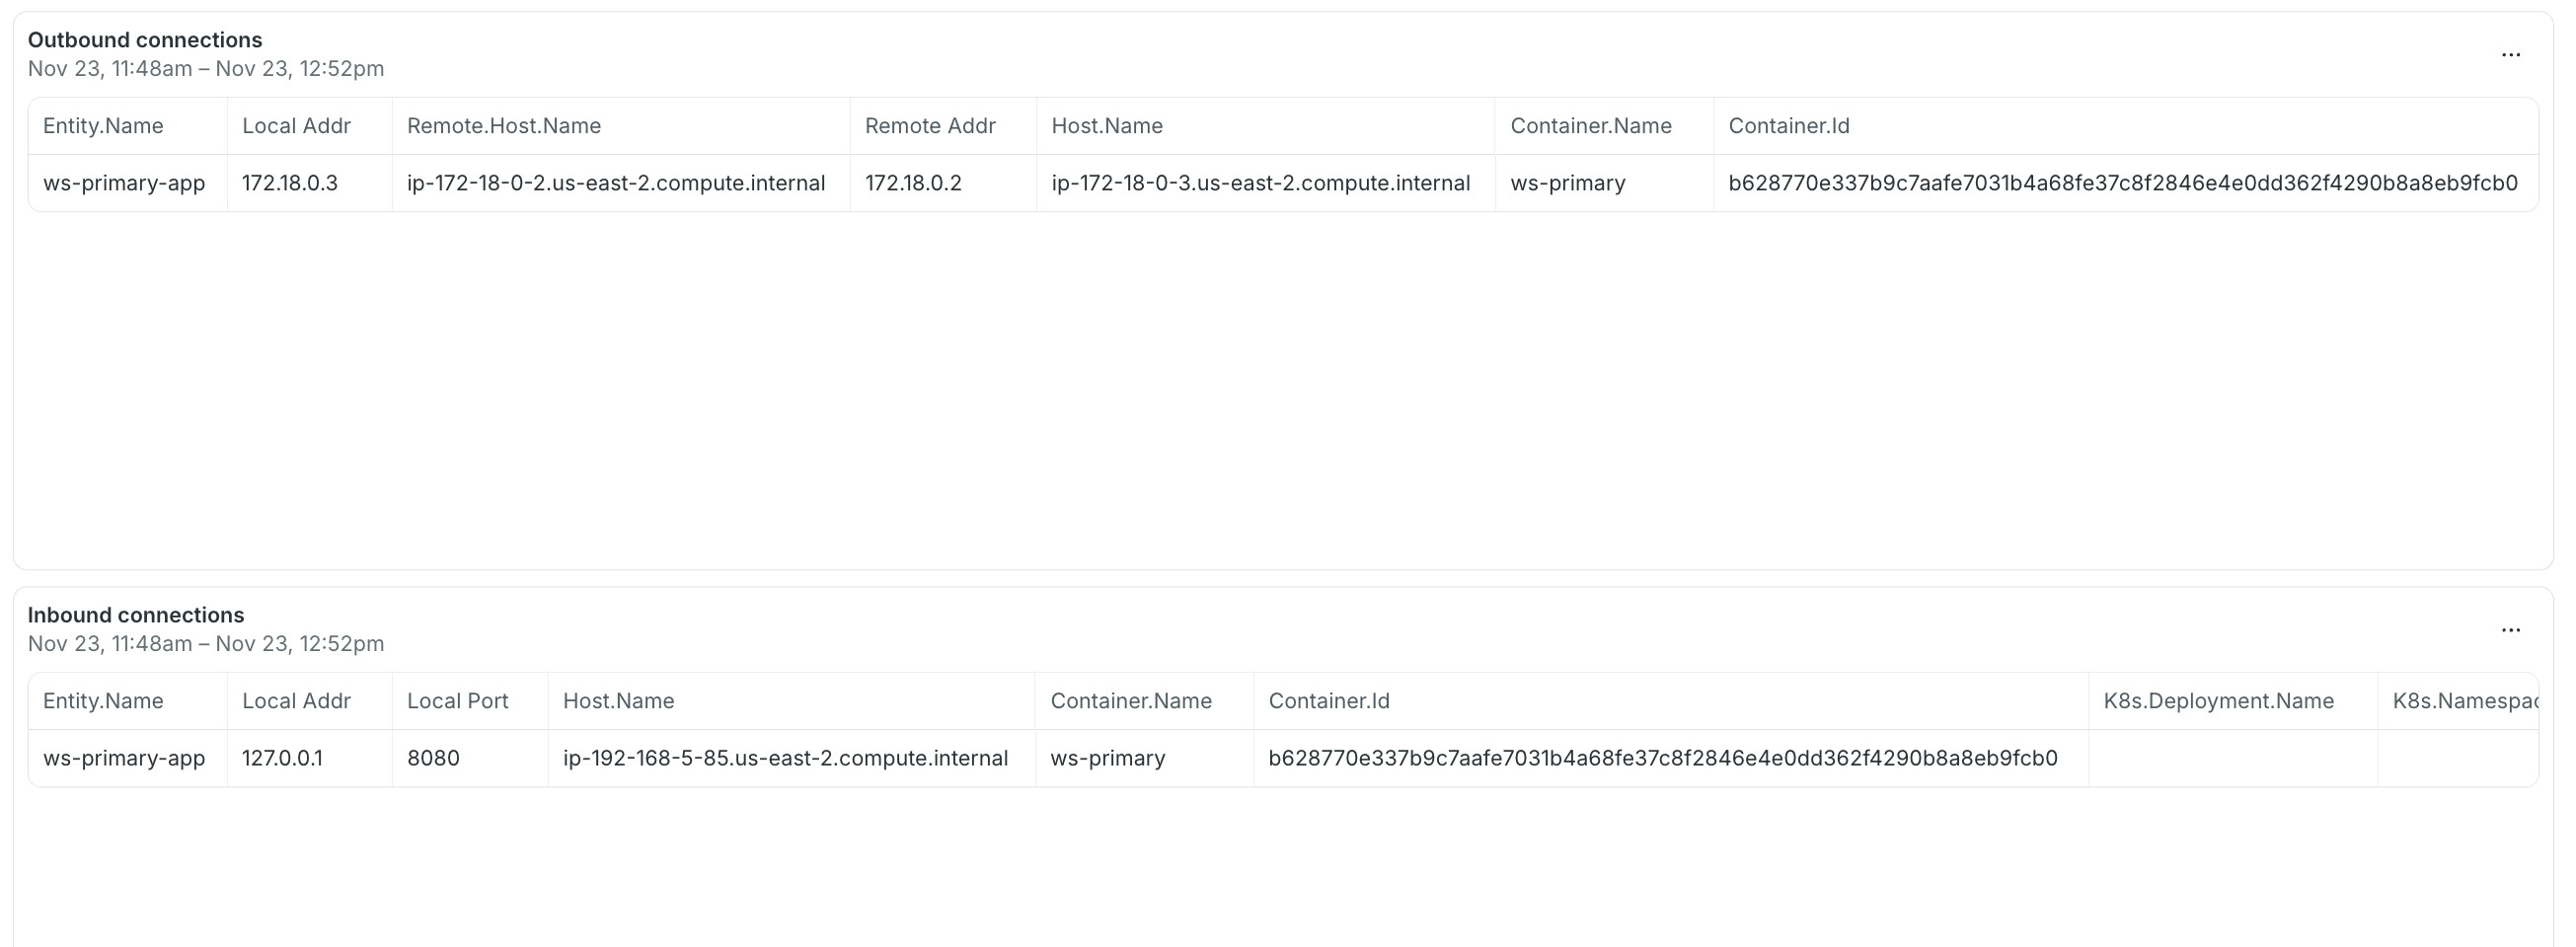 Outbound connections
Nov 23, 11:48am – Nov 23, 12:52pm
Entity.Name Local Addr Remote.Host.Name Remote Addr Host.Name Container.Name Container.Id
ws-primary-app 172.18.0.3 ip-172-18-0-2.us-east-2.compute.internal 172.18.0.2 ip-172-18-0-3.us-east-2.compute.internal ws-primary b628770e337b9c7aafe7031b4a68fe37c8f2846e4e0dd362f4290b8a8eb9fcb0
Inbound connections
Nov 23, 11:48am – Nov 23, 12:52pm
Entity.Name Local Addr Local Port Host.Name Container.Name Container.Id K8s.Deployment.Name K8s.Namespac
ws-primary-app 127.0.0.1 8080 ip-192-168-5-85.us-east-2.compute.internal ws-primary b628770e337b9c7aafe7031b4a68fe37c8f2846e4e0dd362f4290b8a8eb9fcb0